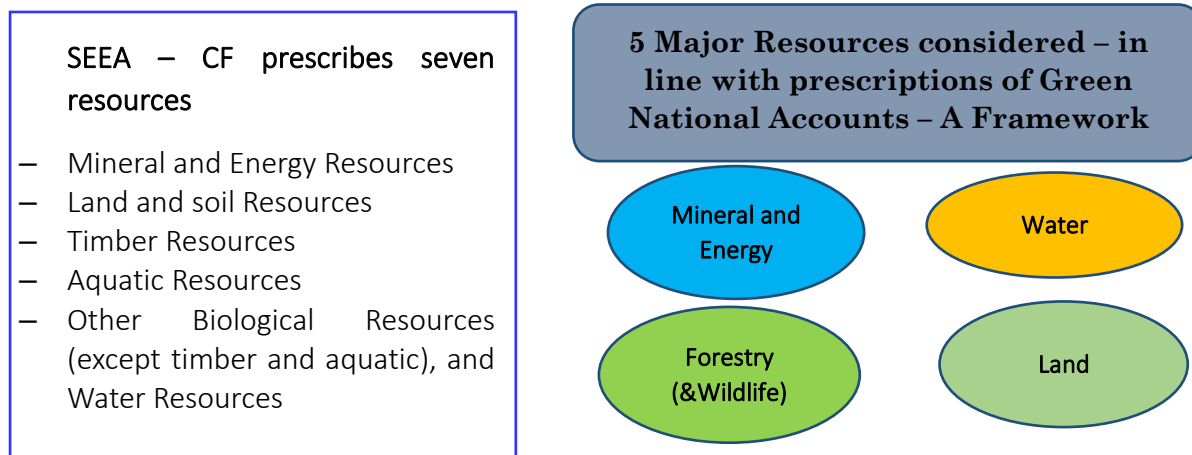 SEEA – CF prescribes seven
resources
– Mineral and Energy Resources
– Land and soil Resources
– Timber Resources
– Aquatic Resources
– Other Biological Resources
(except timber and aquatic), and
Water Resources
5 Major Resources considered – in
line with prescriptions of Green
National Accounts – A Framework
Mineral and
Energy
Water
Forestry
(&Wildlife)
Land